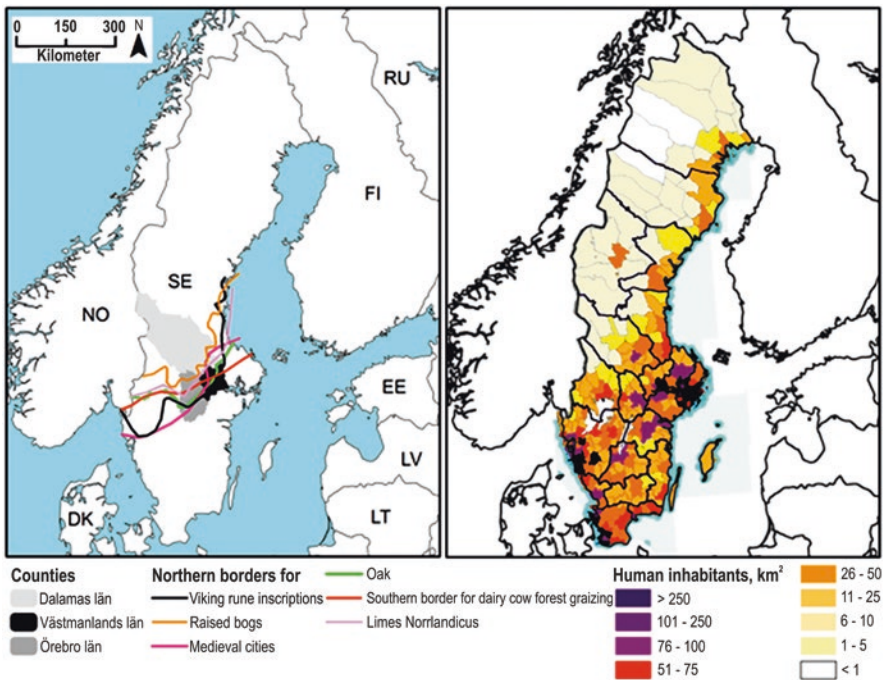 0 150 300 N
Kilometer
RU
FI
SE
NO
EE
LV
DK
LT
Counties
Dalarnas län
Västmanlands län
Örebro län
Northern borders for
Viking rune inscriptions
Raised bogs
Medieval cities
Oak
Southern border for dairy cow forest graizing
Limes Norrlandicus
Human inhabitants, km²
> 250
101 - 250
76 - 100
51 - 75
26 - 50
11 - 25
6 - 10
1 - 5
< 1